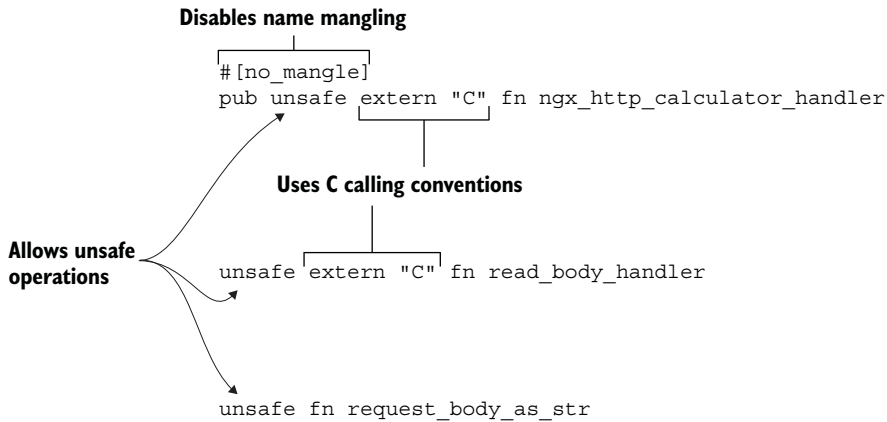 Disables name mangling
#[no_mangle]
pub unsafe extern "C" fn ngx_http_calculator_handler
Uses C calling conventions
Allows unsafe
operations
unsafe extern "C" fn read_body_handler
unsafe fn request_body_as_str